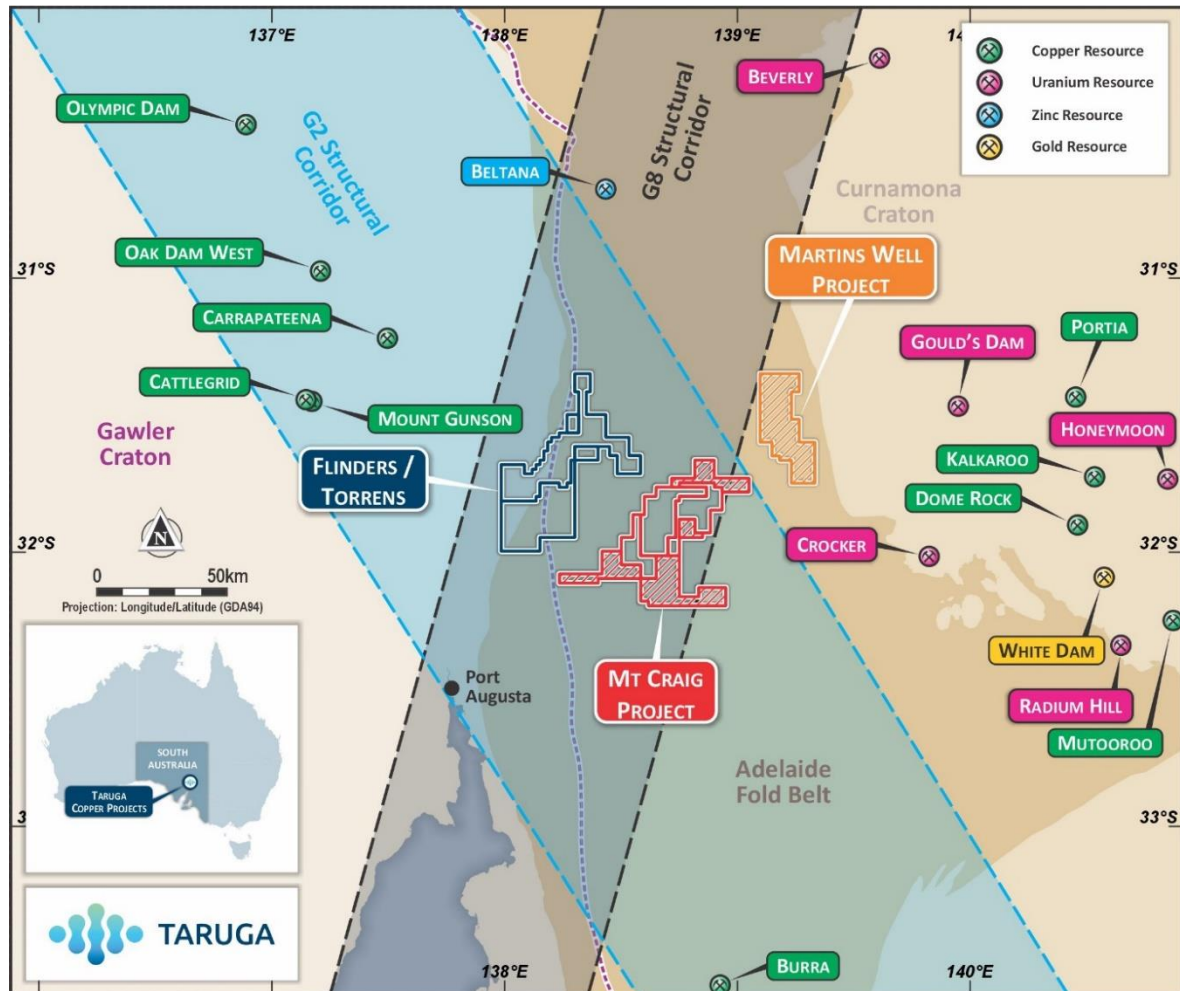 137°E
138°E
139°E
14
Copper Resource
Uranium Resource
Zinc Resource
Gold Resource
BEVERLY
OLYMPIC DAM
G2 Structural
Corridor
BELTANA
G8 Structural
Corridor
Curnamona
Craton
OAK DAM WEST
MARTINS WELL
PROJECT
31°S
31°S
CARRAPATEENA
PORTIA
GOULD'S DAM
CATTLEGRID
MOUNT GUNSON
Gawler
Craton
HONEYMOON
FLINDERS /
TORRENS
KALKAROO
DOME ROCK
N
CROCKER
32°S
0 50km
Projection: Longitude/Latitude (GDA94)
WHITE DAM
Port
Augusta
MT CRAIG
PROJECT
RADIUM HILL
MUTOOROO
SOUTH
AUSTRALIA
TARUGA
COPPER PROJECTS
Adelaide
Fold Belt
3
33°S
TARUGA
138°E
BURRA
140°E